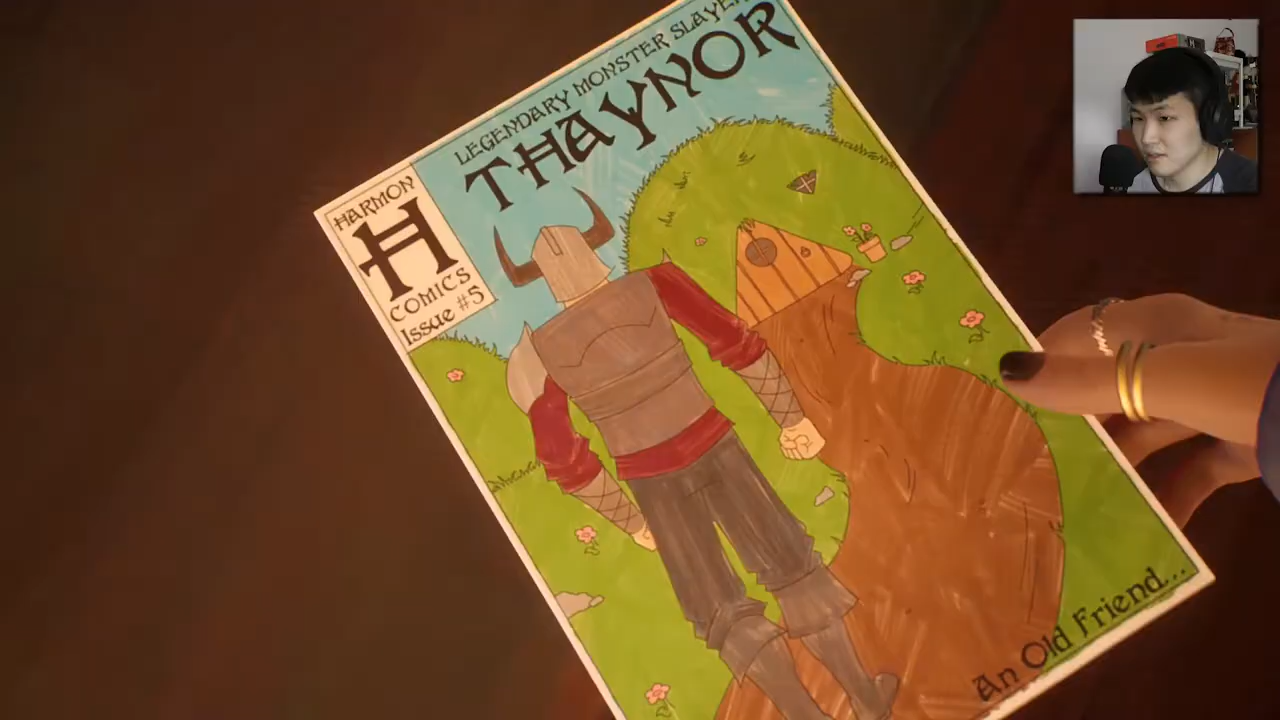 LEGENDARY MONSTER SLAYER
THAYNOR
HARMON
H
COMICS
Issue #5
An Old Friend...